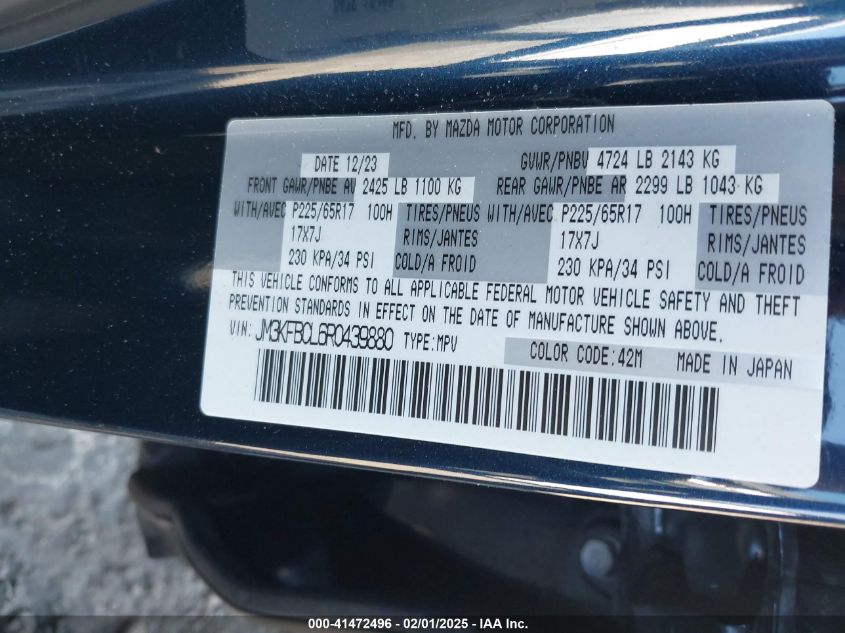 MFD. BY MAZDA MOTOR CORPORATION
DATE 12/23 GVWR/PNBV 4724 LB 2143 KG
FRONT GAWR/PNBE AV 2425 LB 1100 KG REAR GAWR/PNBE AR 2299 LB 1043 KG
WITH/AVEC P225/65R17 100H TIRES/PNEUS WITH/AVEC P225/65R17 100H TIRES/PNEUS
17X7J RIMS/JANTES 17X7J RIMS/JANTES
230 KPA/34 PSI COLD/A FROID 230 KPA/34 PSI COLD/A FROID
THIS VEHICLE CONFORMS TO ALL APPLICABLE FEDERAL MOTOR VEHICLE SAFETY AND THEFT
PREVENTION STANDARDS IN EFFECT ON THE DATE OF MANUFACTURE SHOWN ABOVE.
VIN: JM3KFBCL6R0439880 TYPE:MPV
COLOR CODE:42M MADE IN JAPAN
000-41472496 - 02/01/2025 - IAA Inc.